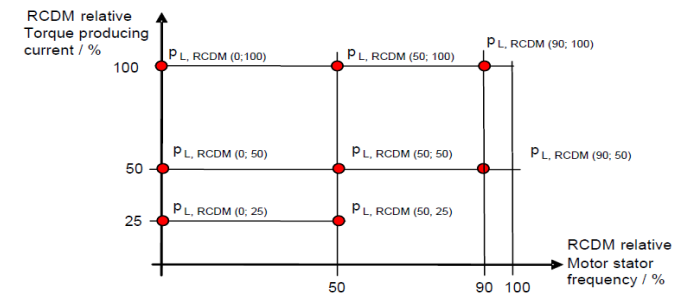 RCDM relative
Torque producing
current / %
p L, RCDM (0;100)
p L, RCDM (50; 100)
p L, RCDM (90; 100)
100
p L, RCDM (0; 50)
p L, RCDM (50; 50)
p L, RCDM (90; 50)
50
p L, RCDM (0; 25)
p L, RCDM (50, 25)
25
RCDM relative
Motor stator
frequency / %
50
90
100